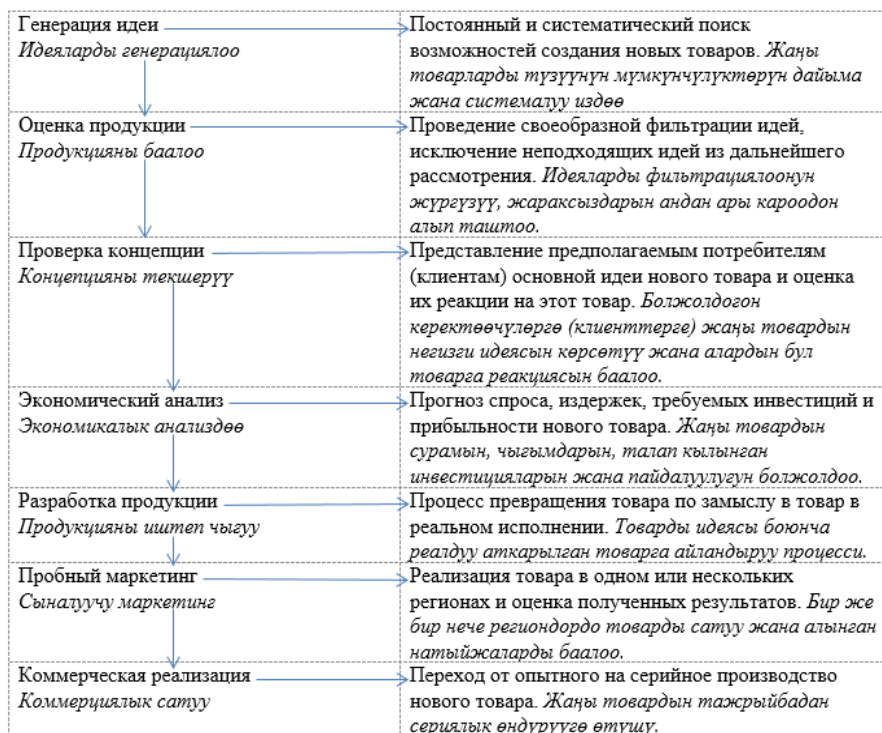 Генерация идеи
Идеяларды генерациялоо
Постоянный и систематический поиск
возможностей создания новых товаров. Жаңы
товарларды түзүүнүн мүмкүнчүлүктөрүн дайыма
жана системалуу издөө
Оценка продукции
Продукцияны баалоо
Проведение своеобразной фильтрации идей,
исключение неподходящих идей из дальнейшего
рассмотрения. Идеяларды фильтрациялоонун
жүргүзүү, жараксыздарын андан ары кароодон
алып таштоо.
Проверка концепции
Концепцияны текшерүү
Представление предполагаемым потребителям
(клиентам) основной идеи нового товара и оценка
их реакции на этот товар. Болжолдогон
керектөөчүлөргө (клиенттерге) жаңы товардын
негизги идеясын көрсөтүү жана алардын бул
товарга реакциясын баалоо.
Экономический анализ
Экономикалык анализдөө
Прогноз спроса, издержек, требуемых инвестиций и
прибыльности нового товара. Жаңы товардын
сурамын, чыгымдарын, талап кылынган
инвестицияларын жана пайдалуулугун болжолдоо.
Разработка продукции
Продукцияны иштеп чыгуу
Процесс превращения товара по замыслу в товар в
реальном исполнении. Товарды идеясы боюнча
реалдуу аткарылган товарга айландыруу процесси.
Пробный маркетинг
Сыналуучу маркетинг
Реализация товара в одном или нескольких
регионах и оценка полученных результатов. Бир же
бир нече региондордо товарды сатуу жана алынган
натыйжаларды баалоо.
Коммерческая реализация
Коммерциялык сатуу
Переход от опытного на серийное производство
нового товара. Жаңы товардын тажрыйбадан
сериялык өндүрүүгө өтүшү.